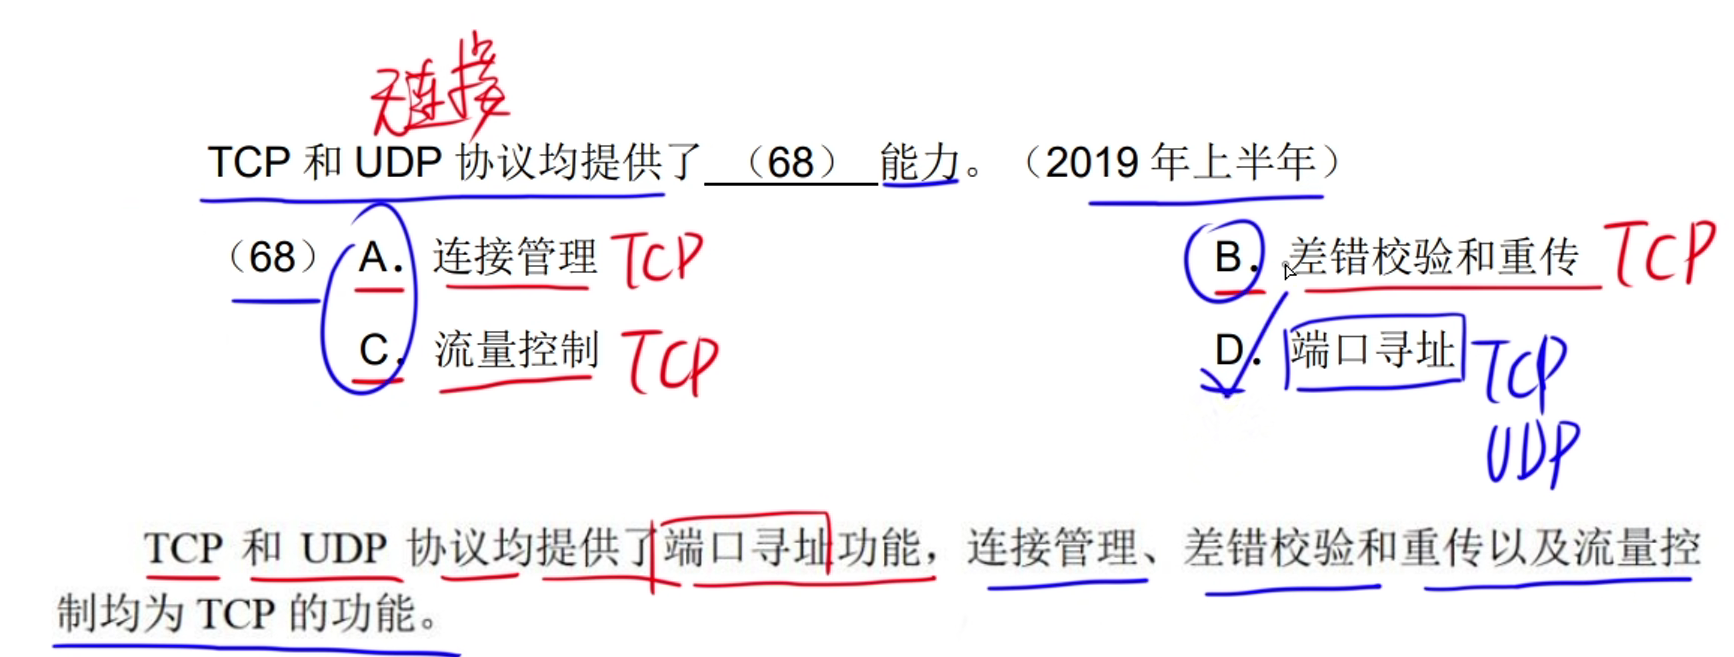 无连接
TCP 和 UDP 协议均提供了 （68） 能力。（2019 年上半年）
（68）A. 连接管理 TCP B. 差错校验和重传 TCP
C. 流量控制 TCP D. 端口寻址 TCP
UDP
TCP 和 UDP 协议均提供了端口寻址功能，连接管理、差错校验和重传以及流量控
制均为 TCP 的功能。